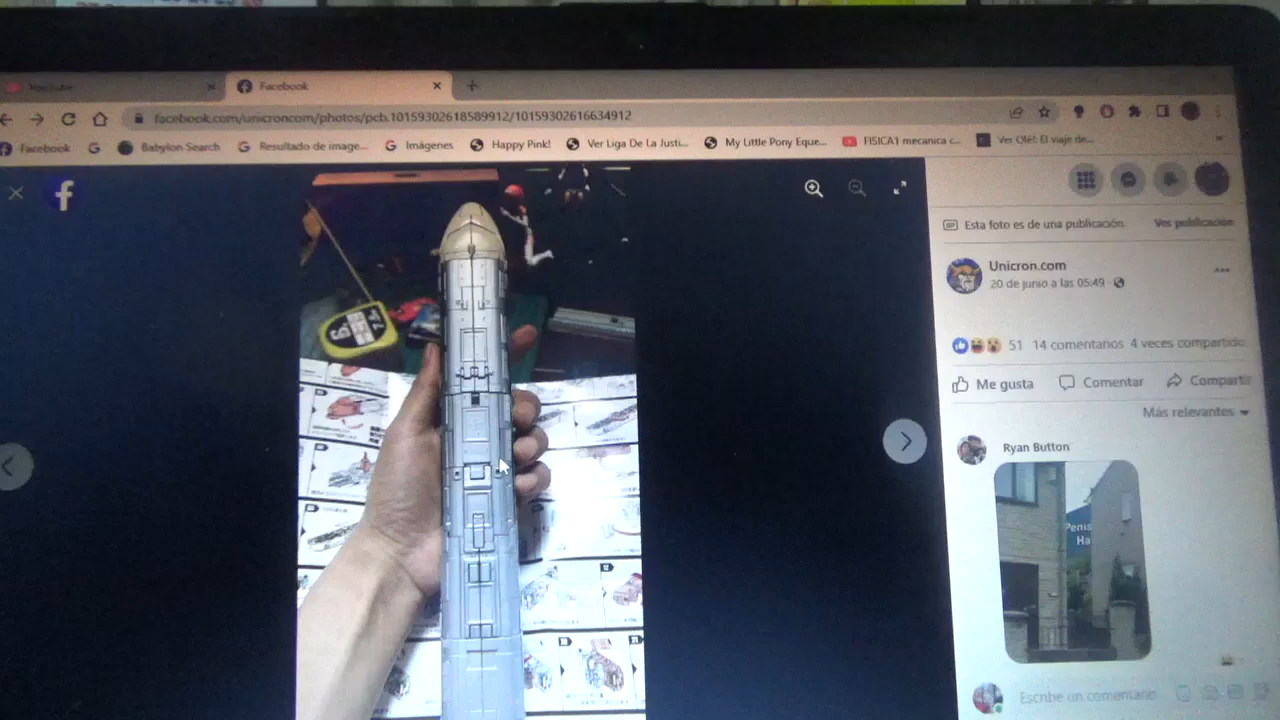 YouTube
Facebook
facebook.com/unicroncom/photos/pcb.10159302618589912/10159302616634912
Facebook
Babylon Search
Resultado de image...
Imágenes
Happy Pink!
Ver Liga De La Justi...
My Little Pony Eque...
FISICA1 mecanica c...
Ver Olé!: El viaje de...
Esta foto es de una publicación.
Ver publicación
Unicron.com
20 de junio a las 05:49
51
14 comentarios
4 veces compartido
Me gusta
Comentar
Compartir
Más relevantes
Ryan Button
Penis
Ha
Escribe un comentario